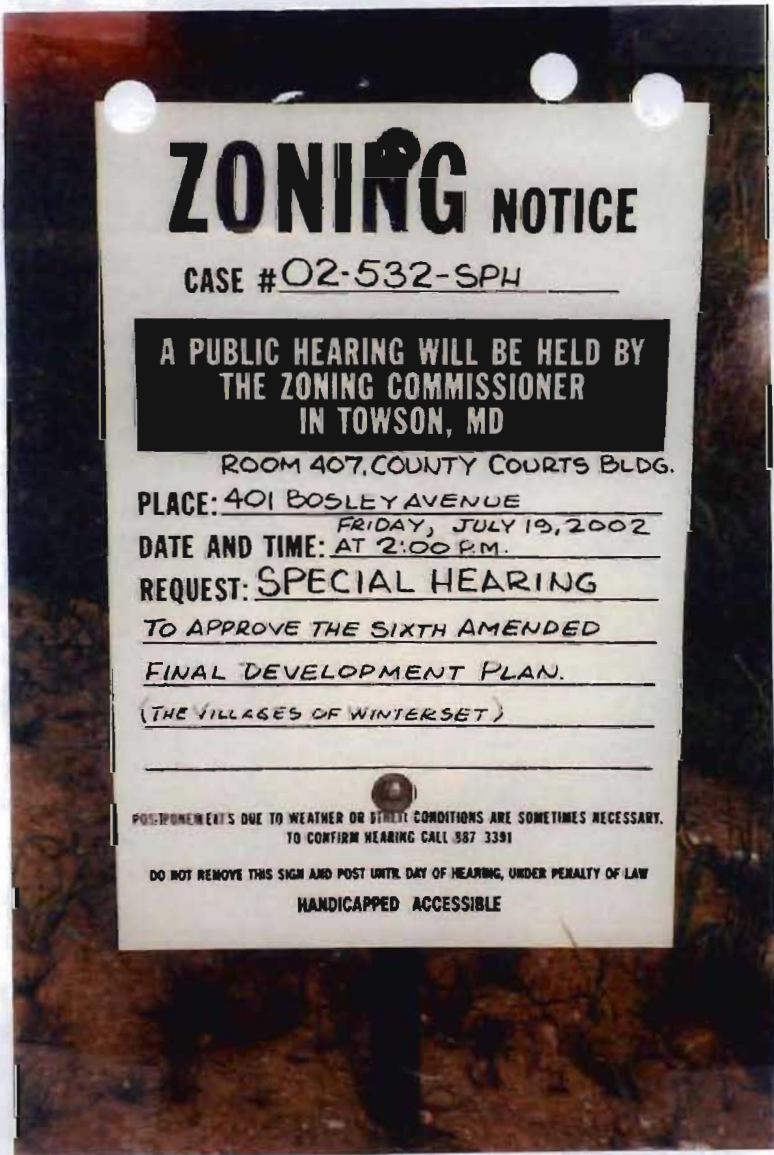 ZONING NOTICE
CASE #02-532-SPH
A PUBLIC HEARING WILL BE HELD BY
THE ZONING COMMISSIONER
IN TOWSON, MD
ROOM 407, COUNTY COURTS BLDG.
PLACE: 401 BOSLEY AVENUE
FRIDAY, JULY 19, 2002
DATE AND TIME: AT 2:00 P.M.
REQUEST: SPECIAL HEARING
TO APPROVE THE SIXTH AMENDED
FINAL DEVELOPMENT PLAN.
(THE VILLAGES OF WINTERSET)
POSTPONEMENTS DUE TO WEATHER OR OTHER CONDITIONS ARE SOMETIMES NECESSARY.
TO CONFIRM HEARING CALL 887 3391
DO NOT REMOVE THIS SIGN AND POST UNTIL DAY OF HEARING, UNDER PENALTY OF LAW
HANDICAPPED ACCESSIBLE